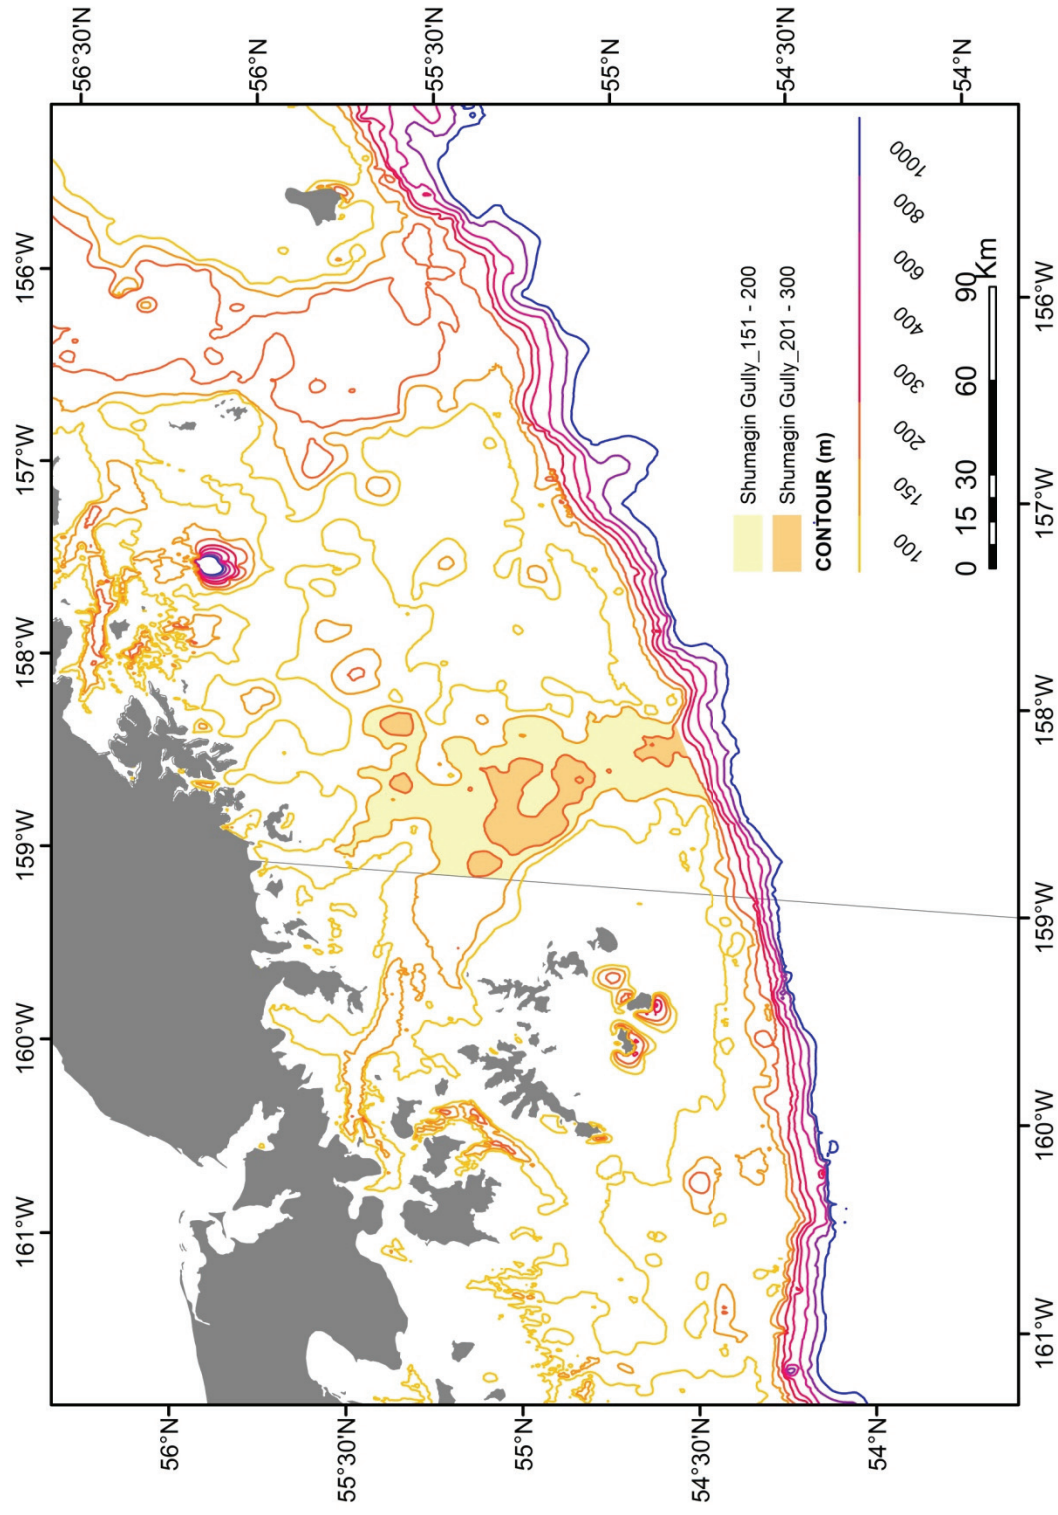 161°W
160°W
159°W
158°W
157°W
156°W
56°30'N
56°N
55°30'N
55°N
54°30'N
54°N
56°N
55°30'N
55°N
54°30'N
54°N
Shumagin Gully_151 - 200
Shumagin Gully_201 - 300
CONTOUR (m)
100 150 200 300 400 600 800 1000
0 15 30 60 90
Km
161°W
160°W
159°W
158°W
157°W
156°W